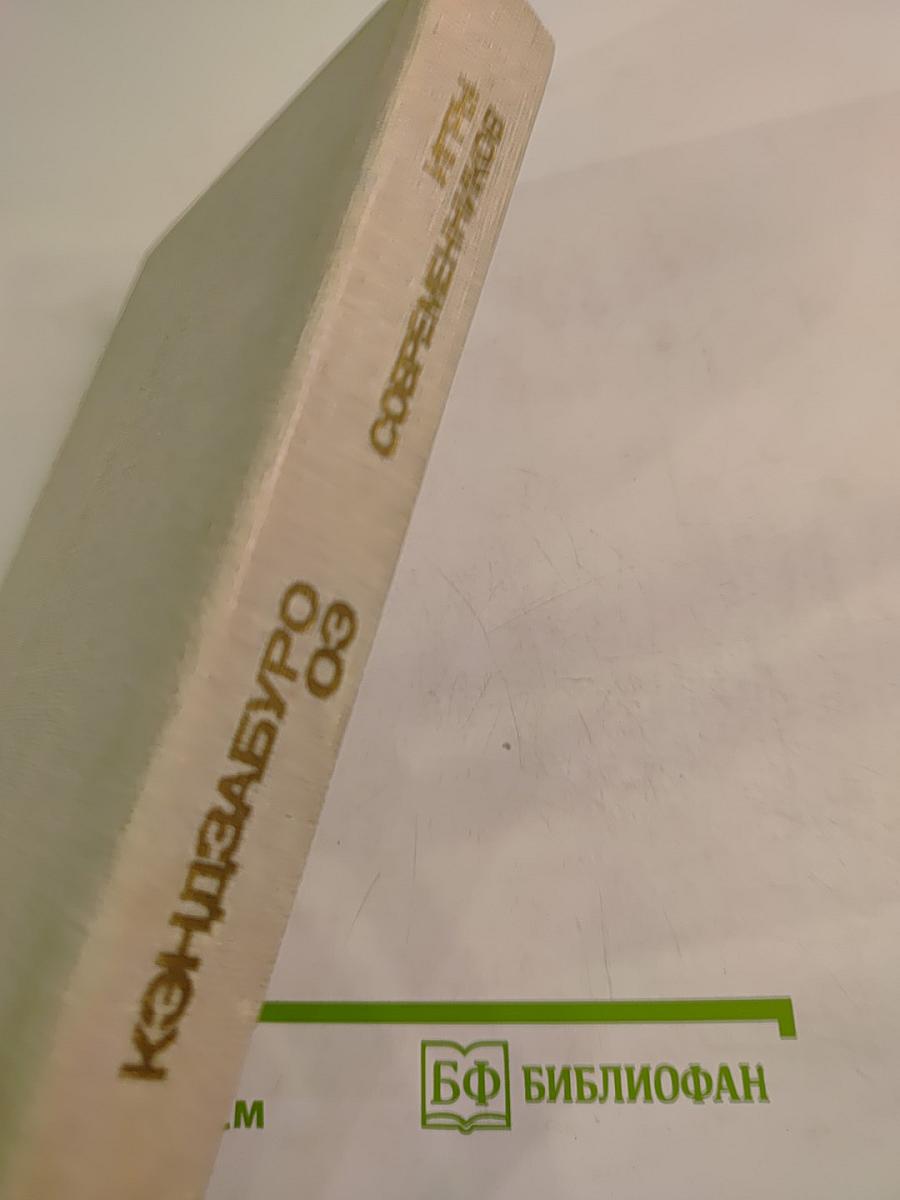 КЭНДЗАБУРО
ОЭ
ИГРЫ
СОВРЕМЕННИКОВ
БФ БИБЛИОФАН
.м